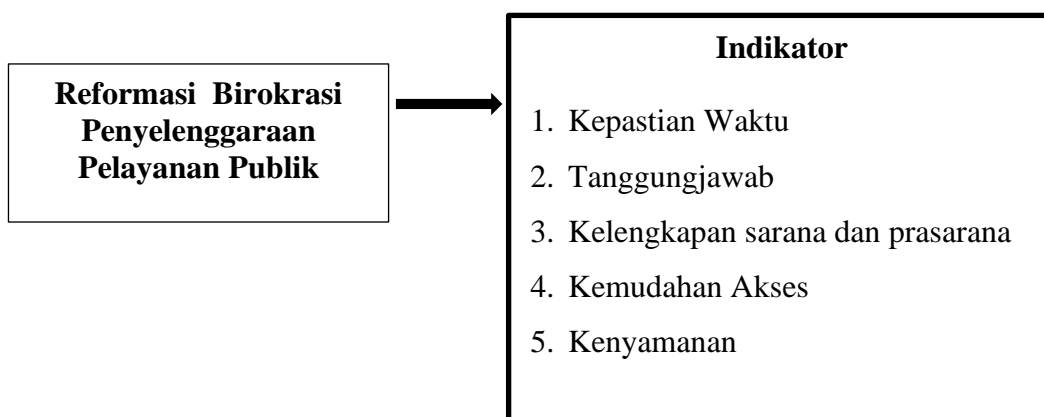 Reformasi Birokrasi
Penyelenggaraan
Pelayanan Publik
Indikator
1. Kepastian Waktu
2. Tanggungjawab
3. Kelengkapan sarana dan prasarana
4. Kemudahan Akses
5. Kenyamanan